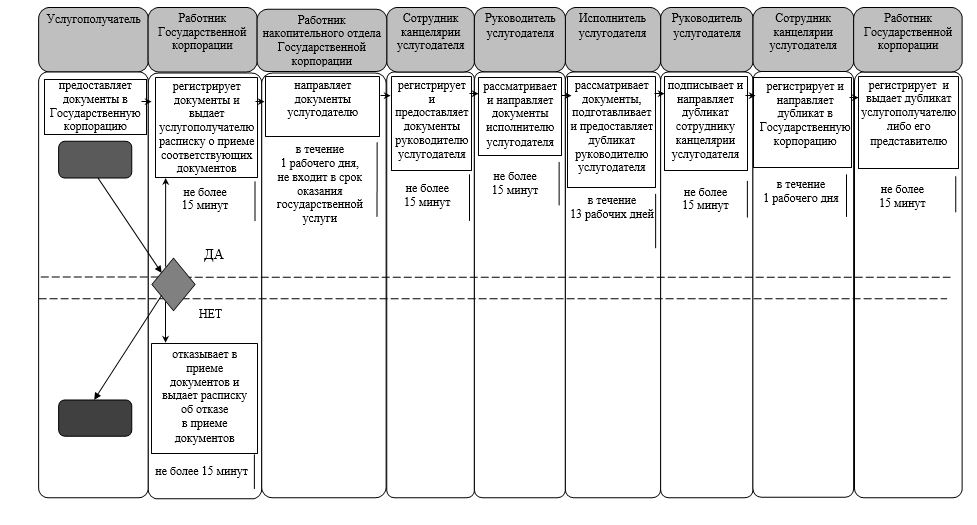 Услугополучатель
Работник
Государственной
корпорации
Работник
накопительного отдела
Государственной
корпорации
Сотрудник
канцелярии
услугодателя
Руководитель
услугодателя
Исполнитель
услугодателя
Руководитель
услугодателя
Сотрудник
канцелярии
услугодателя
Работник
Государственной
корпорации
предоставляет
документы в
Государственную
корпорацию
регистрирует
документы и
выдает
услугополучателю
расписку о приеме
соответствующих
документов
не более
15 минут
направляет
документы
услугодателю
в течение
1 рабочего дня,
не входит в срок
оказания
государственной
услуги
регистрирует
и
предоставляет
документы
руководителю
услугодателя
не более
15 минут
рассматривает
и направляет
документы
исполнителю
услугодателя
не более
15 минут
рассматривает
документы,
подготавливает
и предоставляет
дубликат
руководителю
услугодателя
в течение
13 рабочих дней
подписывает и
направляет
дубликат
сотруднику
канцелярии
услугодателя
не более
15 минут
регистрирует и
направляет
дубликат в
Государственную
корпорацию
в течение
1 рабочего дня
регистрирует и
выдает дубликат
услугополучателю
либо его
представителю
не более
15 минут
ДА
НЕТ
отказывает в
приеме
документов и
выдает расписку
об отказе
в приеме
документов
не более 15 минут